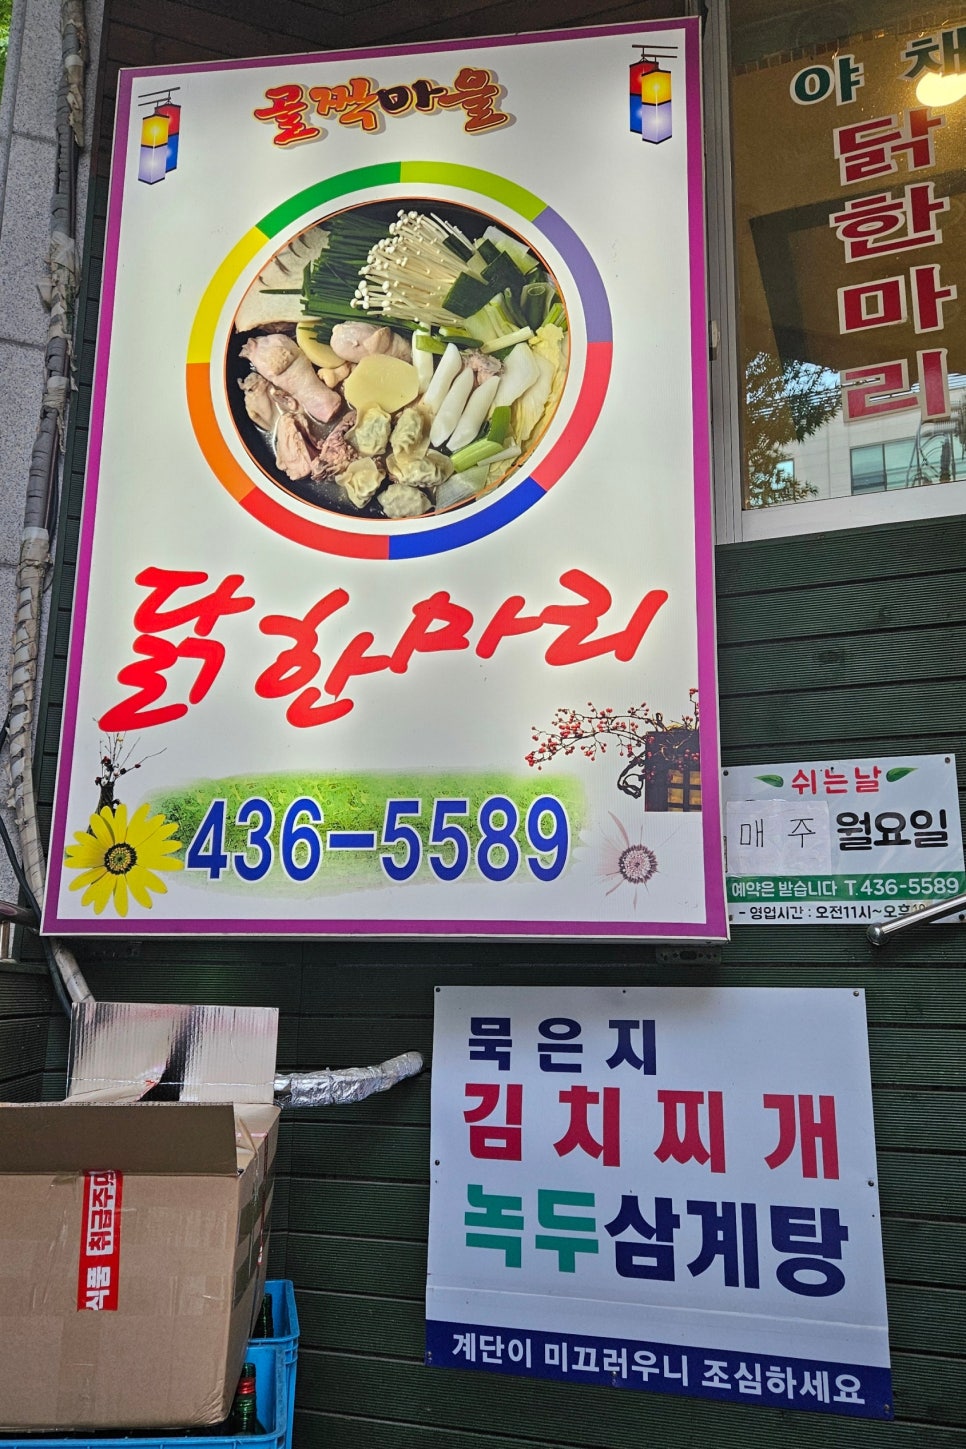 골짝마을
닭한마리
436-5589
야채
닭한마리
쉬는날
매주 월요일
예약은 받습니다 T.436-5589
- 영업시간 : 오전11시~오후
묵은지
김치찌개
녹두삼계탕
계단이 미끄러우니 조심하세요
식품 취급주의